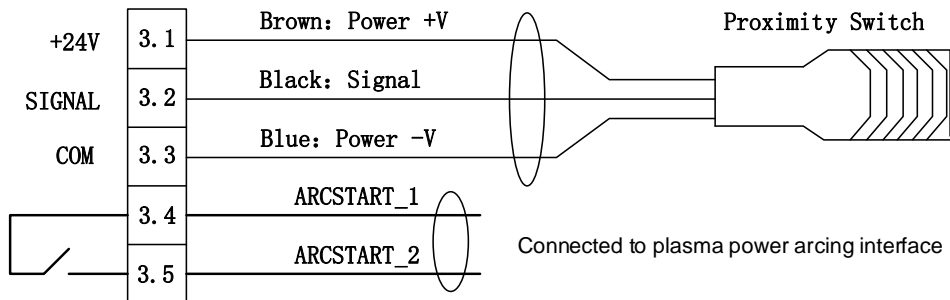 Proximity Switch
+24V 3.1 Brown: Power +V
SIGNAL 3.2 Black: Signal
COM 3.3 Blue: Power -V
3.4 ARCSTART_1
3.5 ARCSTART_2
Connected to plasma power arcing interface